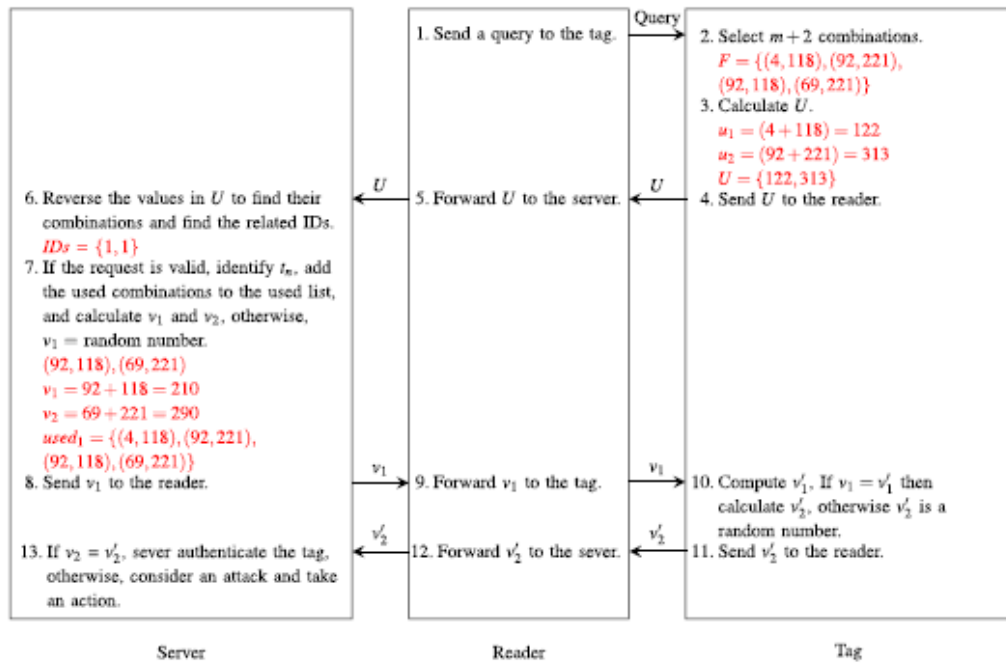 Query
1. Send a query to the tag.
2. Select m + 2 combinations.
F = {(4,118),(92,221),
(92,118),(69,221)}
3. Calculate U.
u₁ = (4+118) = 122
u₂ = (92+221) = 313
U = {122,313}
U
U
6. Reverse the values in U to find their
combinations and find the related IDs.
IDs = {1,1}
5. Forward U to the server.
4. Send U to the reader.
7. If the request is valid, identify tₙ, add
the used combinations to the used list,
and calculate v₁ and v₂, otherwise,
v₁ = random number.
(92,118),(69,221)
v₁ = 92+118 = 210
v₂ = 69+221 = 290
used₁ = {(4,118),(92,221),
(92,118),(69,221)}
v₁
v₁
8. Send v₁ to the reader.
9. Forward v₁ to the tag.
10. Compute v′₁, If v₁ = v′₁ then
calculate v′₂, otherwise v′₂ is a
random number.
v′₂
v′₂
13. If v₂ = v′₂, sever authenticate the tag,
otherwise, consider an attack and take
an action.
12. Forward v′₂ to the sever.
11. Send v′₂ to the reader.
Server
Reader
Tag